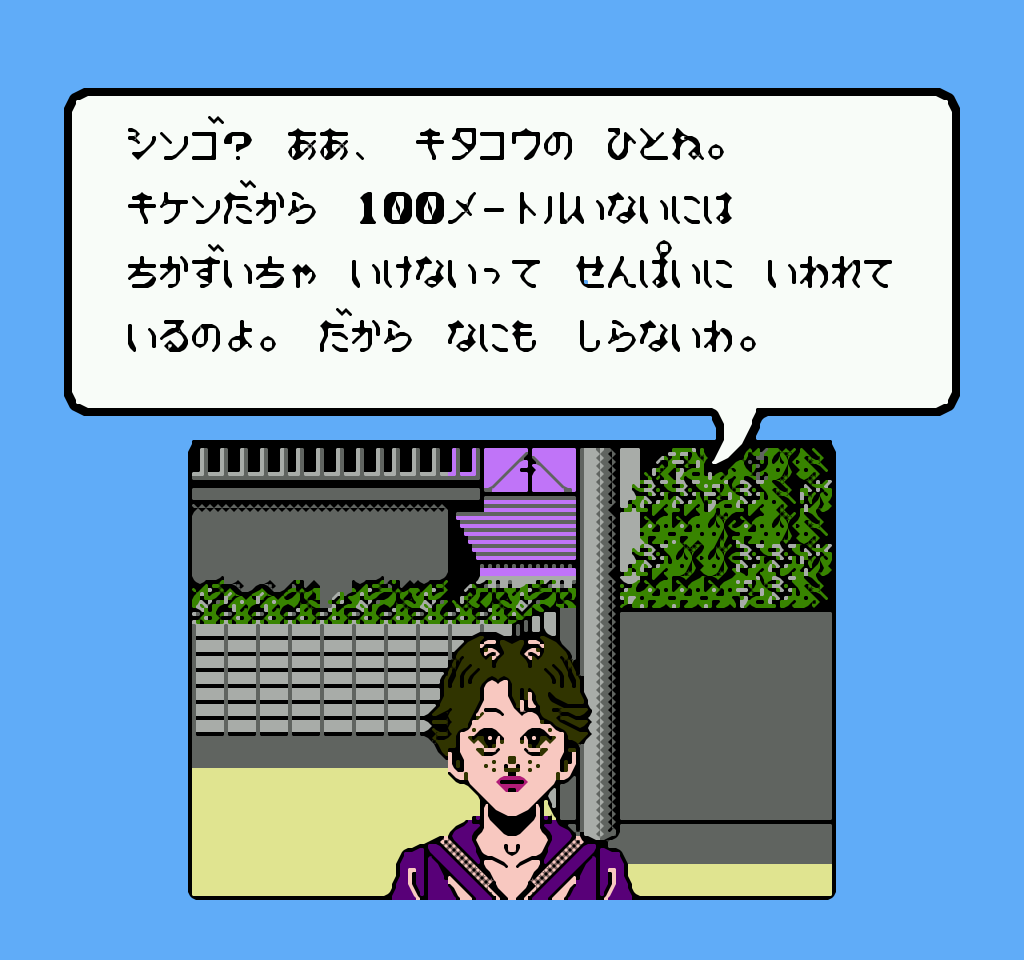 シンゴ？　ああ、　キタコウの　ひとね。
キケンだから　100メートルいないには
ちかずいちゃ　いけないって　せんぱいに　いわれて
いるのよ。　だから　なにも　しらないわ。